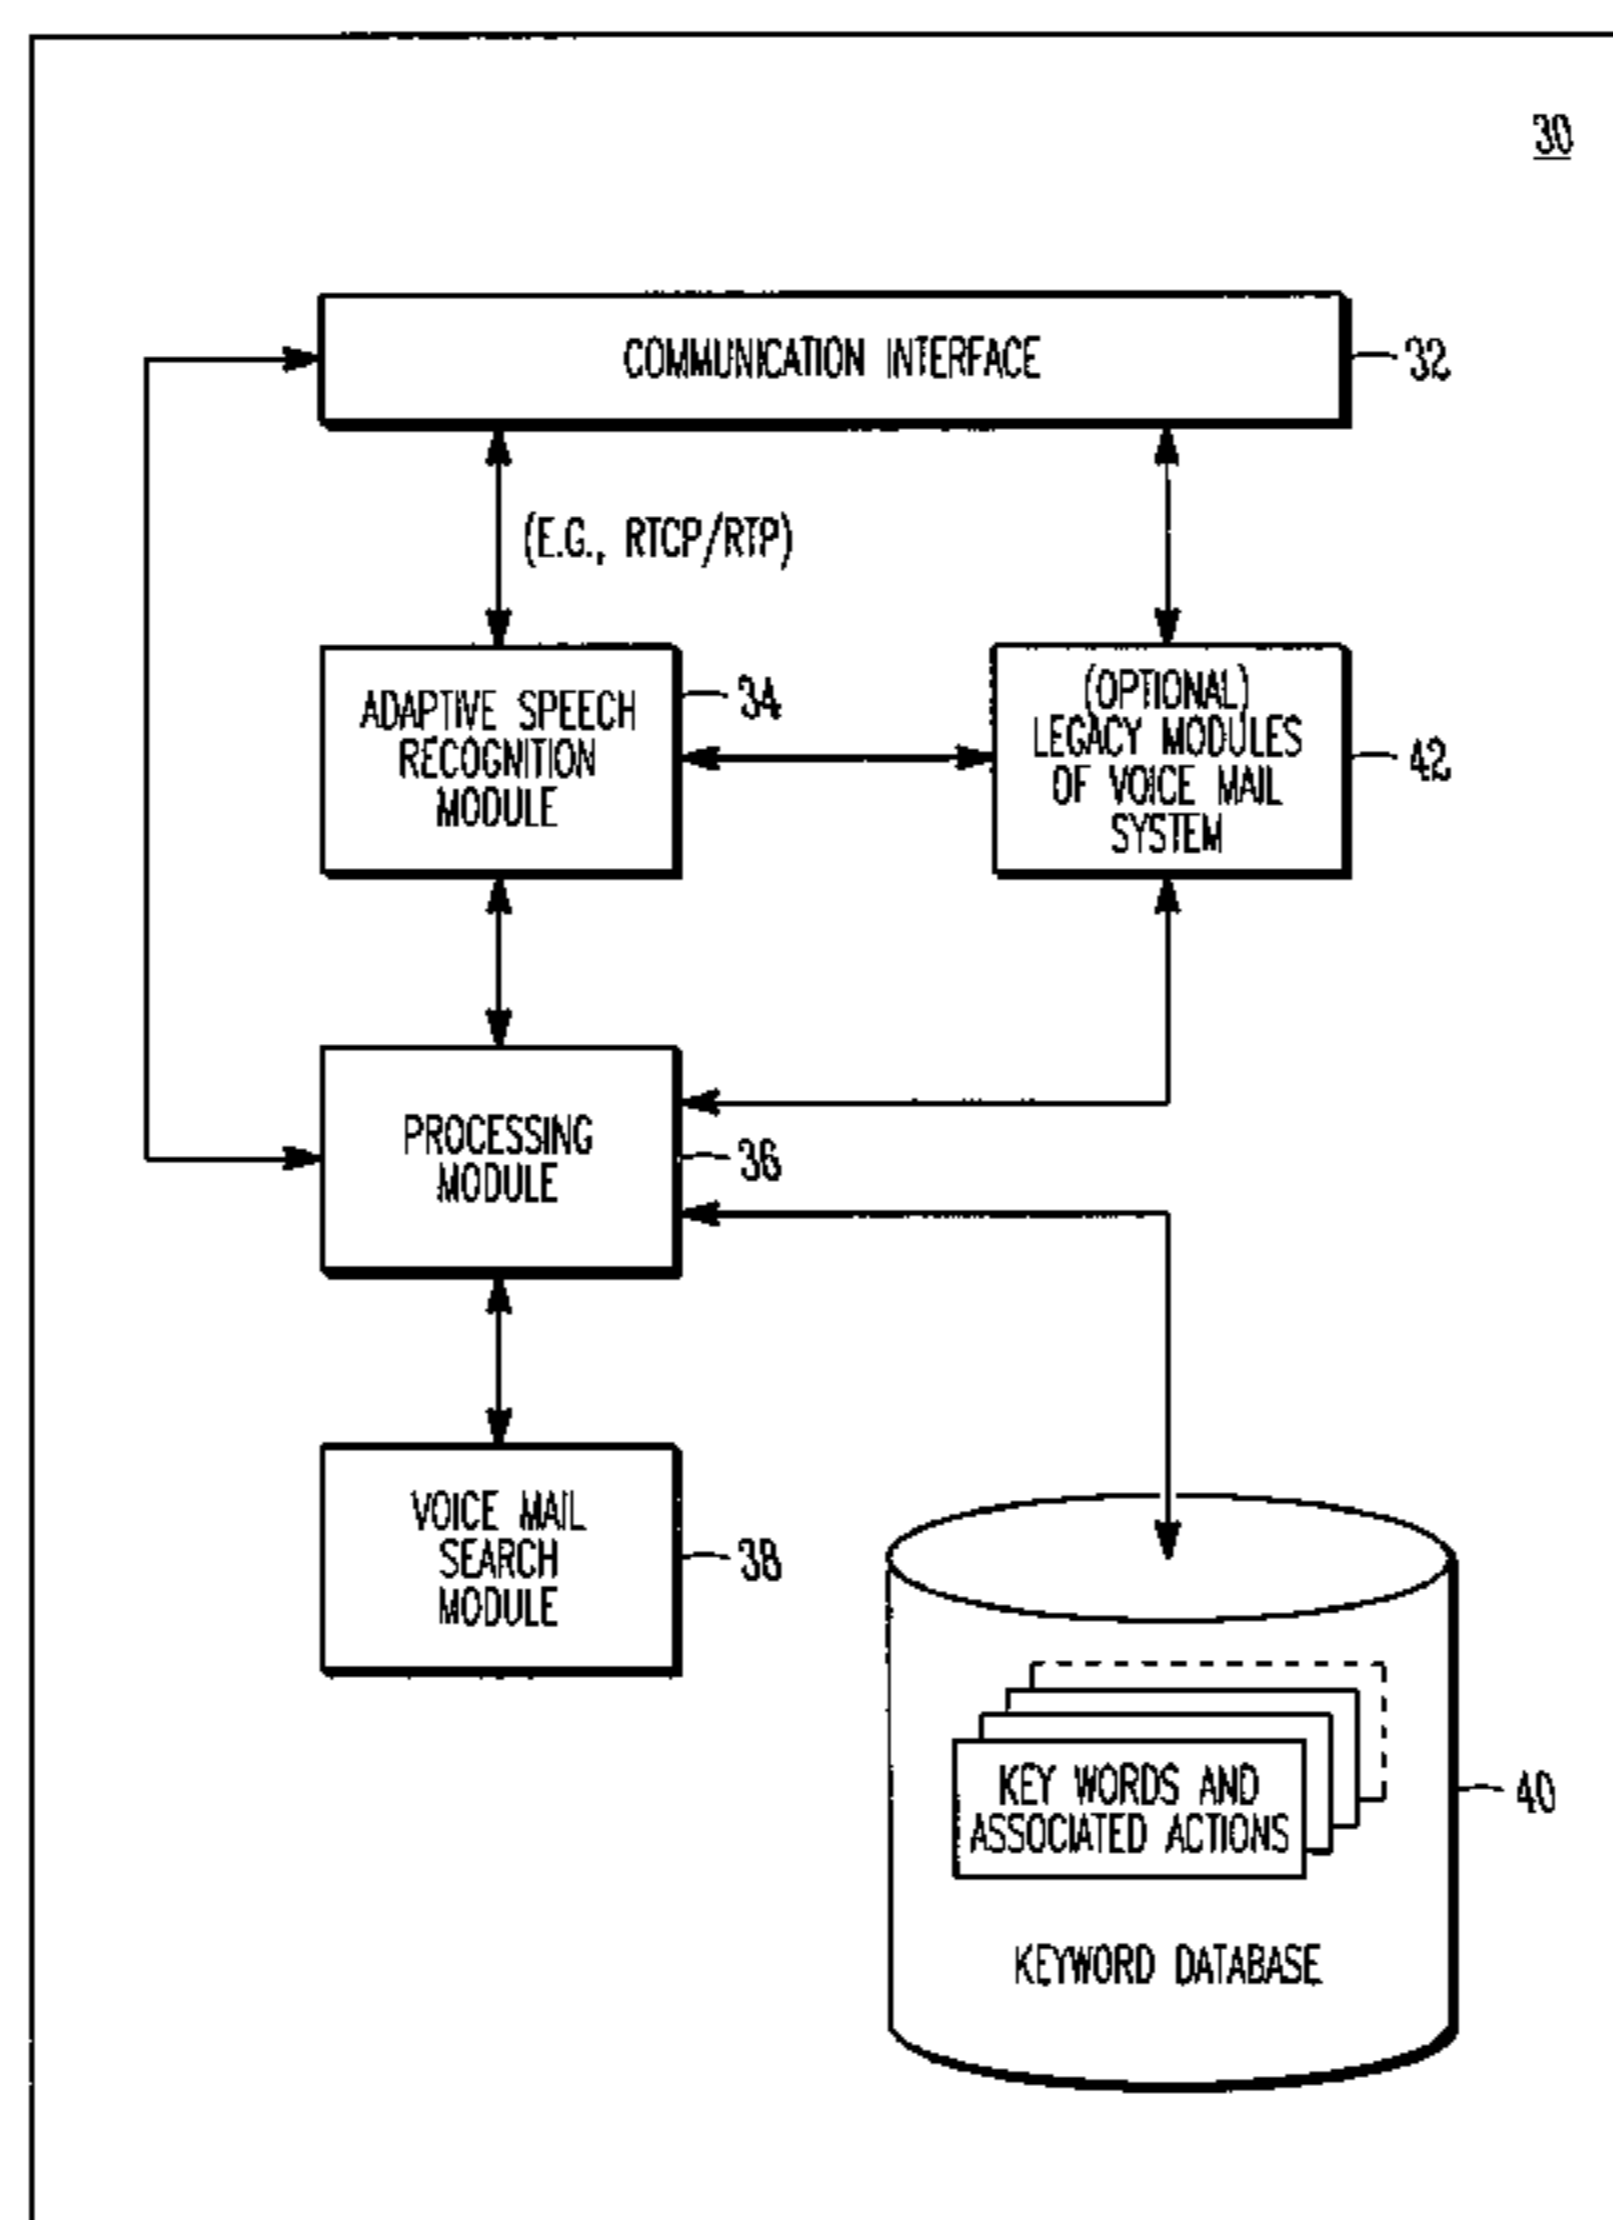 30
COMMUNICATION INTERFACE
32
(E.G., RTCP/RTP)
ADAPTIVE SPEECH
RECOGNITION
MODULE
34
(OPTIONAL)
LEGACY MODULES
OF VOICE MAIL
SYSTEM
42
PROCESSING
MODULE
36
VOICE MAIL
SEARCH
MODULE
38
KEY WORDS AND
ASSOCIATED ACTIONS
40
KEYWORD DATABASE